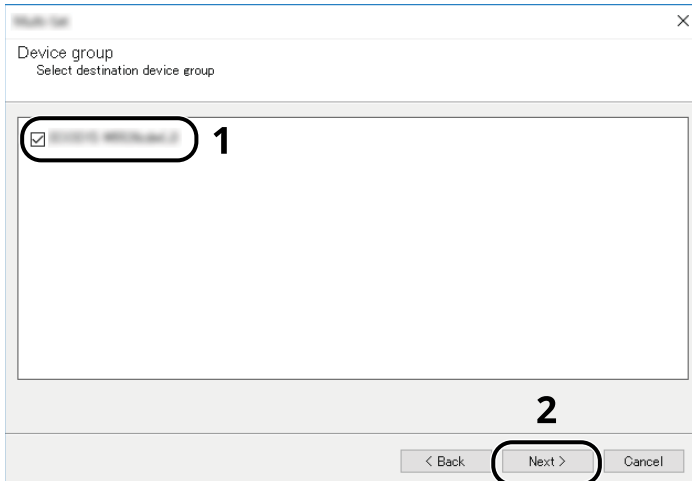 Device group
Select destination device group
1
2
< Back
Next >
Cancel